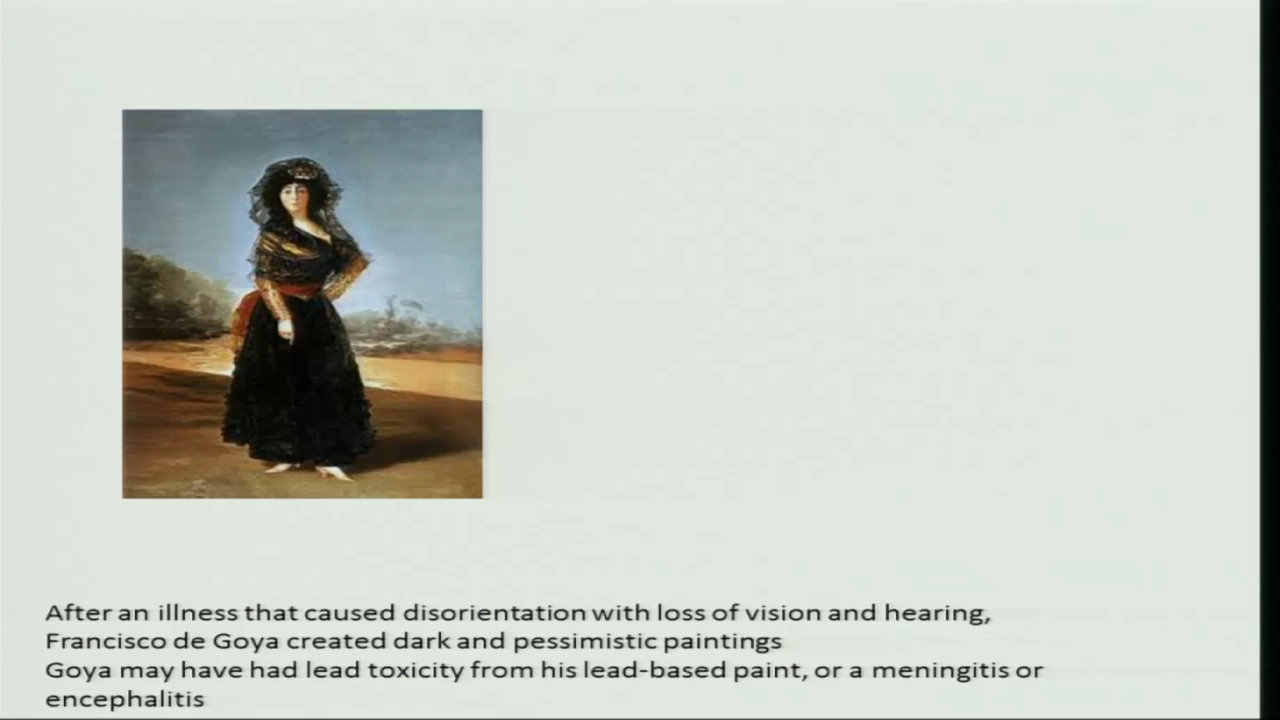 After an illness that caused disorientation with loss of vision and hearing,
Francisco de Goya created dark and pessimistic paintings
Goya may have had lead toxicity from his lead-based paint, or a meningitis or
encephalitis